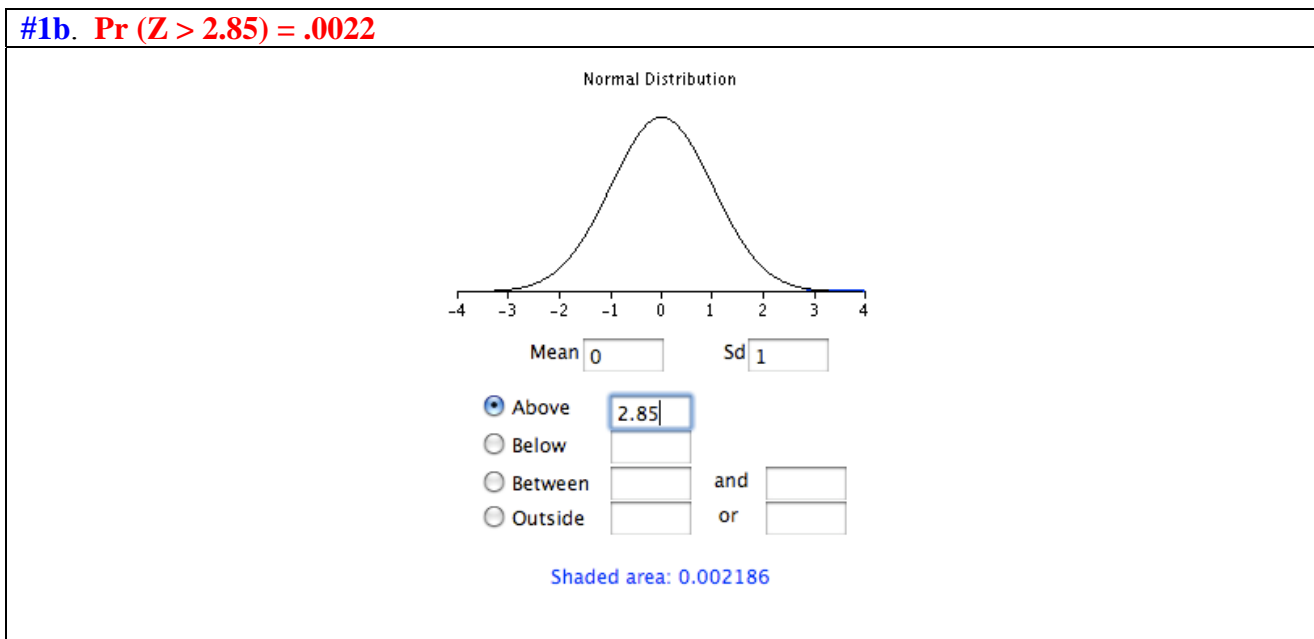 #1b. Pr (Z > 2.85) = .0022
Normal Distribution
-4 -3 -2 -1 0 1 2 3 4
Mean 0 Sd 1
Above 2.85
Below
Between and
Outside or
Shaded area: 0.002186